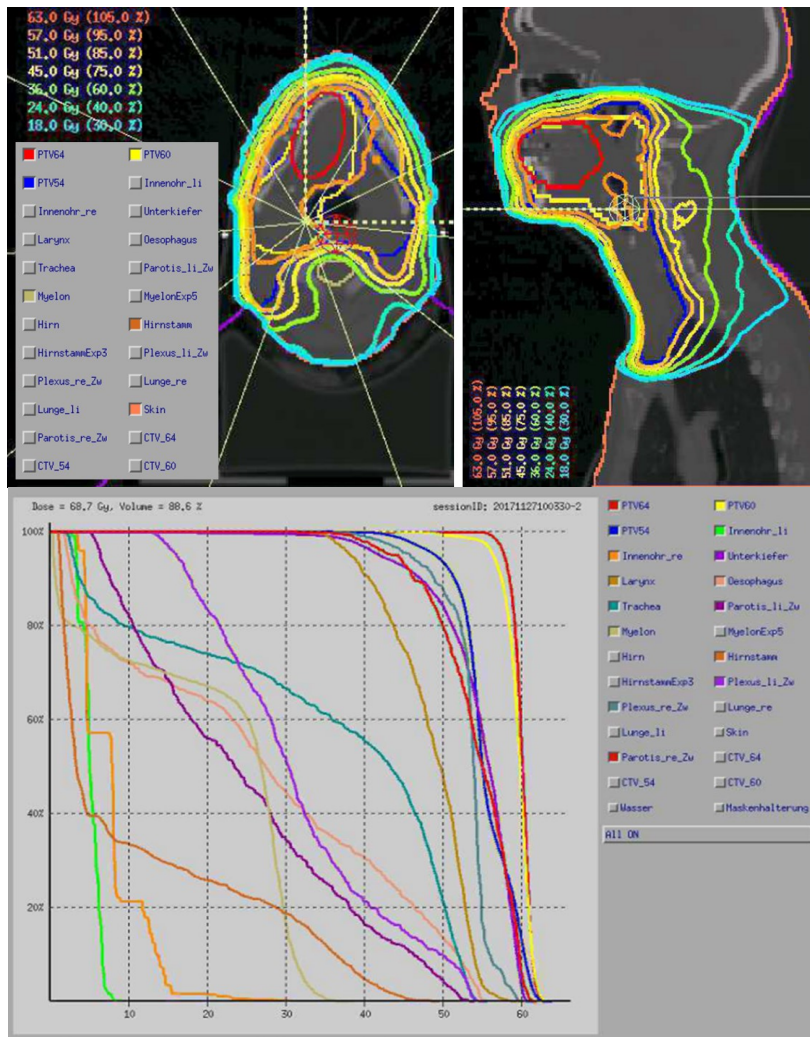 63.0 Gy (105.0 %)
57.0 Gy (95.0 %)
51.0 Gy (85.0 %)
45.0 Gy (75.0 %)
36.0 Gy (60.0 %)
24.0 Gy (40.0 %)
18.0 Gy (30.0 %)
PTV64 PTV60
PTV54 Innenohr_li
Innenohr_re Unterkiefer
Larynx Oesophagus
Trachea Parotis_li_Zw
Myelon MyelonExp5
Hirn Hirnstamm
HirnstammExp3 Plexus_li_Zw
Plexus_re_Zw Lunge_re
Lunge_li Skin
Parotis_re_Zw CTV_64
CTV_54 CTV_60
63.0 Gy (105.0 %)
57.0 Gy (95.0 %)
51.0 Gy (85.0 %)
45.0 Gy (75.0 %)
36.0 Gy (60.0 %)
24.0 Gy (40.0 %)
18.0 Gy (30.0 %)
Dose = 68.7 Gy, Volume = 88.6 % sessionID: 20171127100330-2
100%
80%
60%
40%
20%
10 20 30 40 50 60
PTV64 PTV60
PTV54 Innenohr_li
Innenohr_re Unterkiefer
Larynx Oesophagus
Trachea Parotis_li_Zw
Myelon MyelonExp5
Hirn Hirnstamm
HirnstammExp3 Plexus_li_Zw
Plexus_re_Zw Lunge_re
Lunge_li Skin
Parotis_re_Zw CTV_64
CTV_54 CTV_60
Wasser Maskenhalterung
All ON